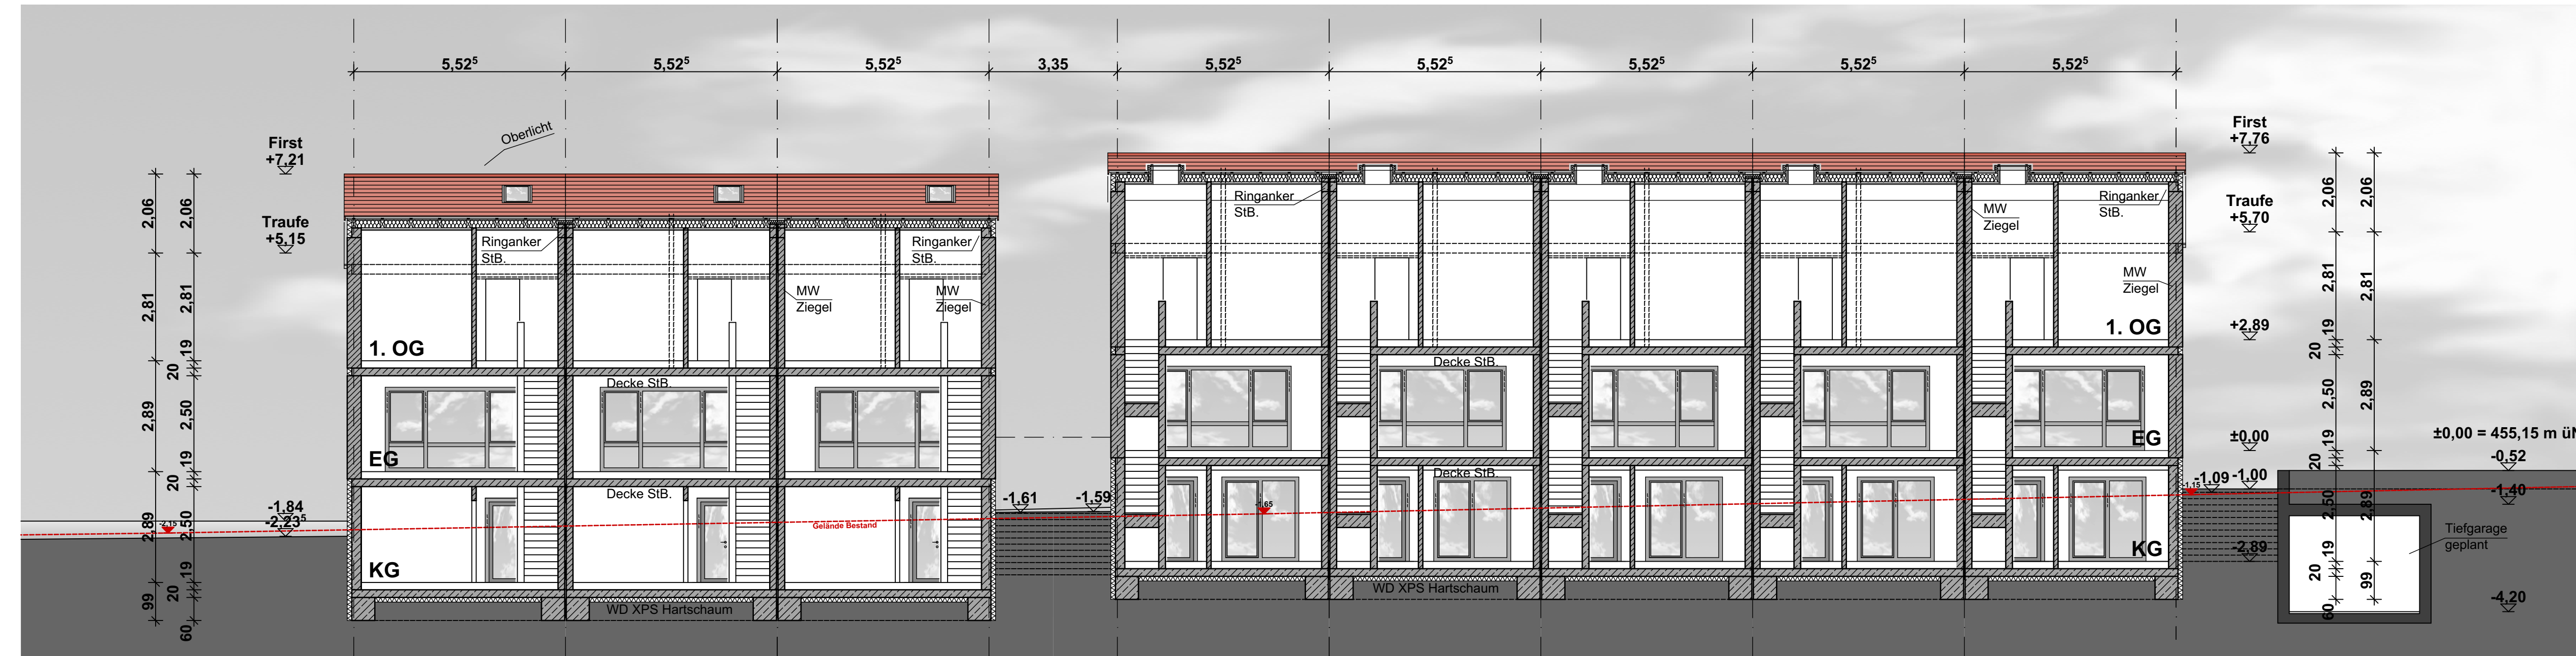 5,52⁵ 5,52⁵ 5,52⁵ 3,35 5,52⁵ 5,52⁵ 5,52⁵ 5,52⁵ 5,52⁵
Oberlicht
First
+7,21
Traufe
+5,15
2,06
2,81
2,89
2,89
99
2,06
2,81
19
20
2,50
19
20
2,50
19
20
60
-1,84
-2,23⁵
-2,15
Ringanker
StB.
Ringanker
StB.
MW
Ziegel
MW
Ziegel
1. OG
Decke StB.
EG
Decke StB.
Gelände Bestand
KG
WD XPS Hartschaum
-1,61
-1,59
Ringanker
StB.
MW
Ziegel
Ringanker
StB.
MW
Ziegel
1. OG
Decke StB.
EG
Decke StB.
-1,65
KG
WD XPS Hartschaum
First
+7,76
Traufe
+5,70
+2,89
±0,00
-1,15
-1,09
-1,00
-2,89
2,06
2,81
19
20
2,50
19
20
2,50
19
20
60
2,06
2,81
2,89
2,89
99
±0,00 = 455,15 m
-0,52
-1,40
Tiefgarage
geplant
-4,20